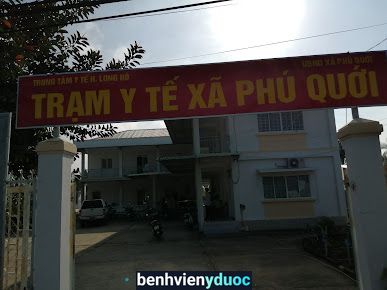 TRUNG TÂM Y TẾ H. LONG HỒ
UBND XÃ PHÚ QUỚI
TRẠM Y TẾ XÃ PHÚ QUỚI
benhvienyduoc